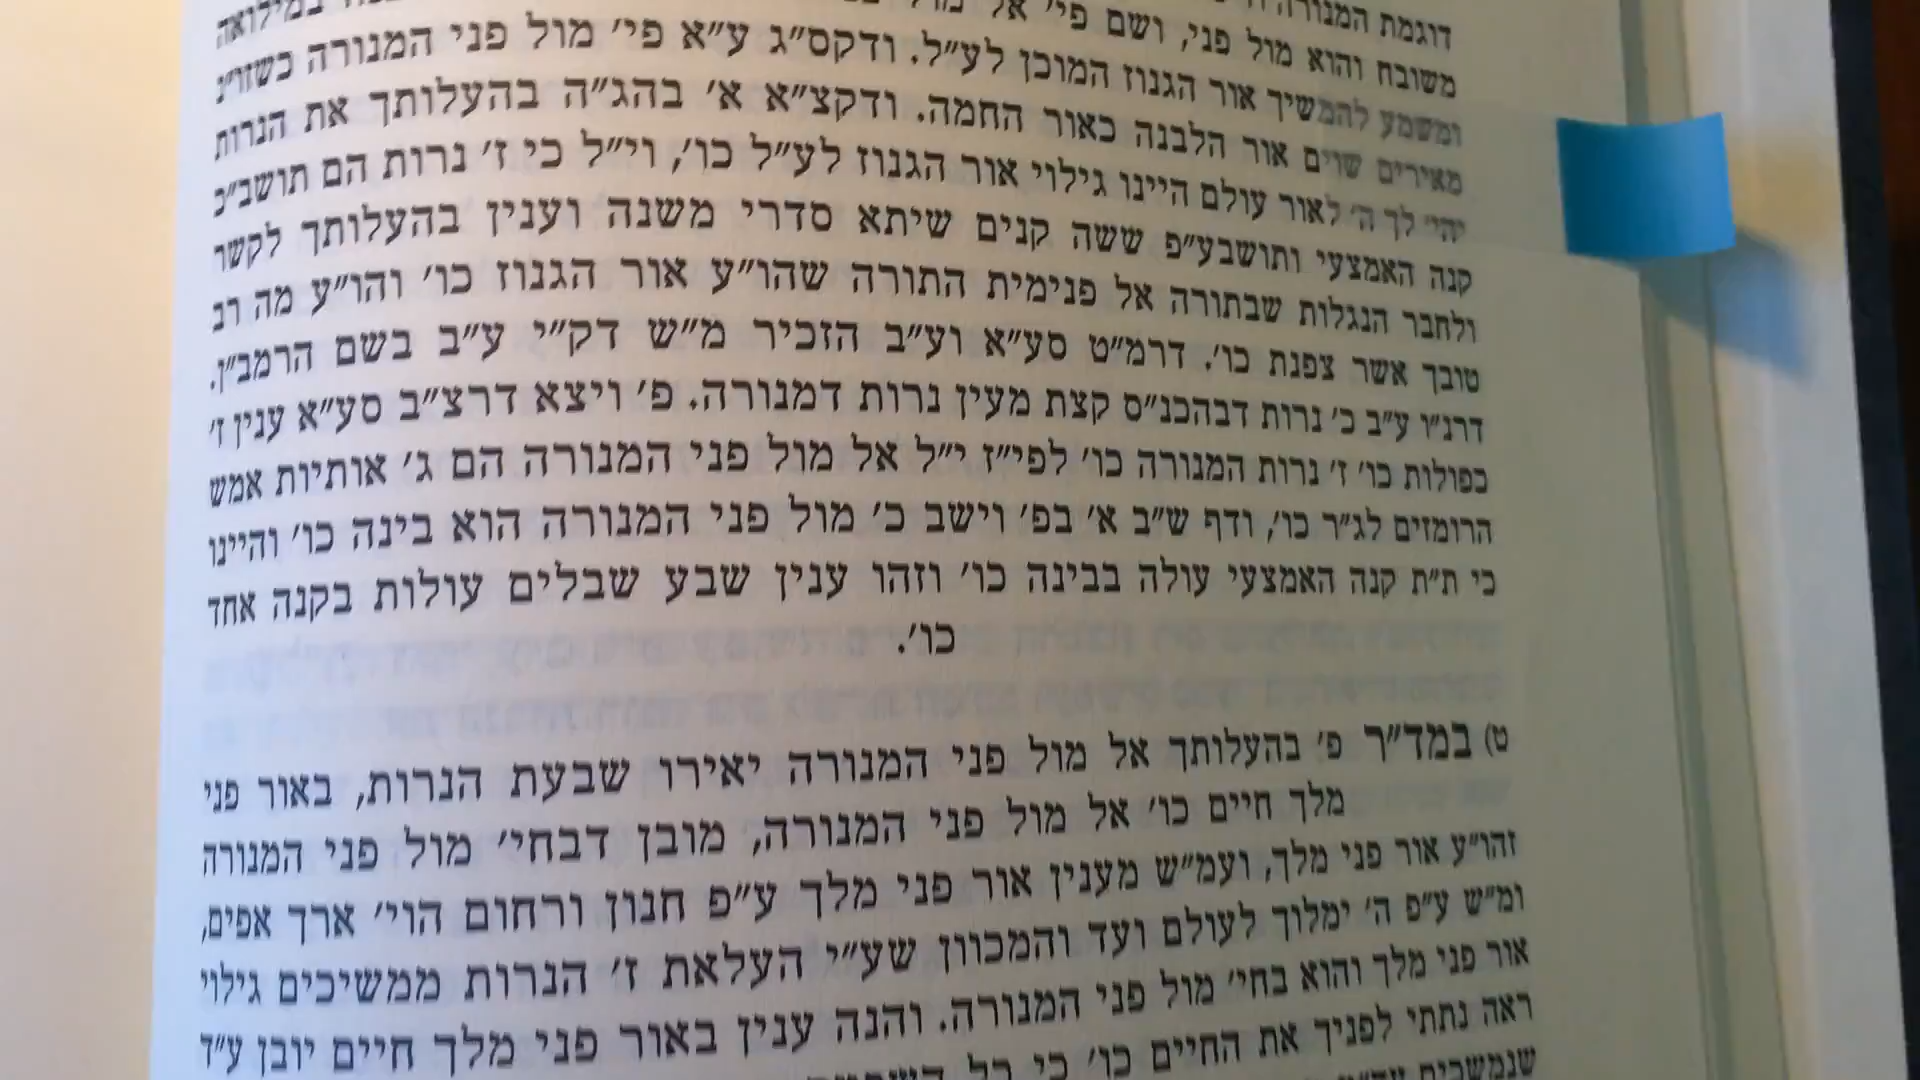 דוגמת המנורה
משובח והוא מול פני, ושם פי׳ אל מול במילואה
ומשמע להמשיך אור הגנוז המוכן לע״ל. ודקס״ג ע״א פי׳ מול פני המנורה כשזו״נ
מאירים שוים אור הלבנה כאור החמה. ודקצ״א א׳ בהג״ה בהעלותך את הנרות
יהי׳ לך ה׳ לאור עולם היינו גילוי אור הגנוז לע״ל כו׳, וי״ל כי ז׳ נרות הם תושב״כ
קנה האמצעי ותושבע״פ ששה קנים שיתא סדרי משנה וענין בהעלותך לקשר
ולחבר הנגלות שבתורה אל פנימית התורה שהו״ע אור הגנוז כו׳ והו״ע מה רב
טובך אשר צפנת כו׳. דרמ״ט סע״א וע״ב הזכיר מ״ש דק״י ע״ב בשם הרמב״ן.
דרנ״ו ע״ב כ׳ נרות דבהכנ״ס קצת מעין נרות דמנורה. פ׳ ויצא דרצ״ב סע״א ענין ז׳
כפולות כו׳ ז׳ נרות המנורה כו׳ לפי״ז י״ל אל מול פני המנורה הם ג׳ אותיות אמש
הרומזים לג״ר כו׳, ודף ש״ב א׳ בפ׳ וישב כ׳ מול פני המנורה הוא בינה כו׳ והיינו
כי ת״ת קנה האמצעי עולה בבינה כו׳ וזהו ענין שבע שבלים עולות בקנה אחד
כו׳.
ט) במד״ר פ׳ בהעלותך אל מול פני המנורה יאירו שבעת הנרות, באור פני
מלך חיים כו׳ אל מול פני המנורה, מובן דבחי׳ מול פני המנורה
זהו״ע אור פני מלך, ועמ״ש מענין אור פני מלך ע״פ חנון ורחום הוי׳ ארך אפים,
ומ״ש ע״פ ה׳ ימלוך לעולם ועד והמכוון שע״י העלאת ז׳ הנרות ממשיכים גילוי
אור פני מלך והוא בחי׳ מול פני המנורה. והנה ענין באור פני מלך חיים יובן ע״ד
ראה נתתי לפניך את החיים כו׳ כי כל
שנמשכים